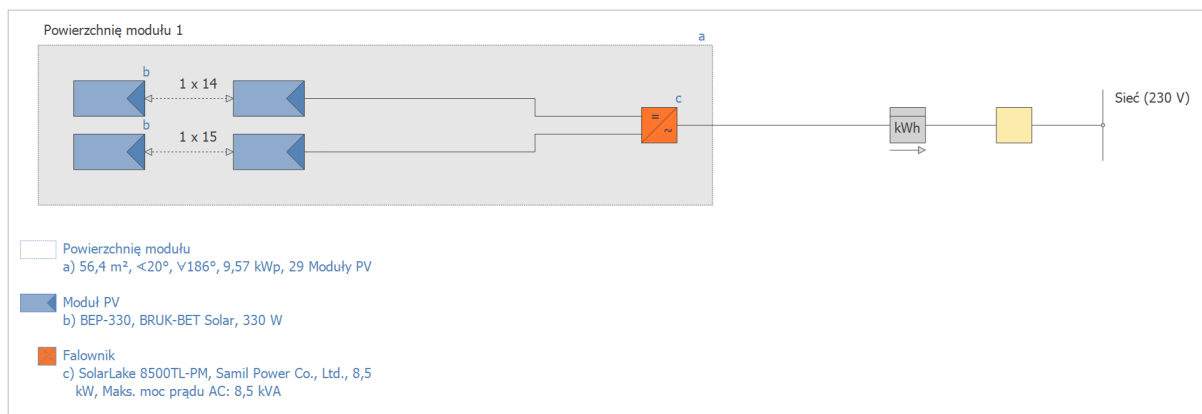 Powierzchnię modułu 1
a
b
1 x 14
c
Sieć (230 V)
=
~
kWh
b
1 x 15
Powierzchnię modułu
a) 56,4 m², ∢20°, ∨186°, 9,57 kWp, 29 Moduły PV
Moduł PV
b) BEP-330, BRUK-BET Solar, 330 W
Falownik
c) SolarLake 8500TL-PM, Samil Power Co., Ltd., 8,5
kW, Maks. moc prądu AC: 8,5 kVA